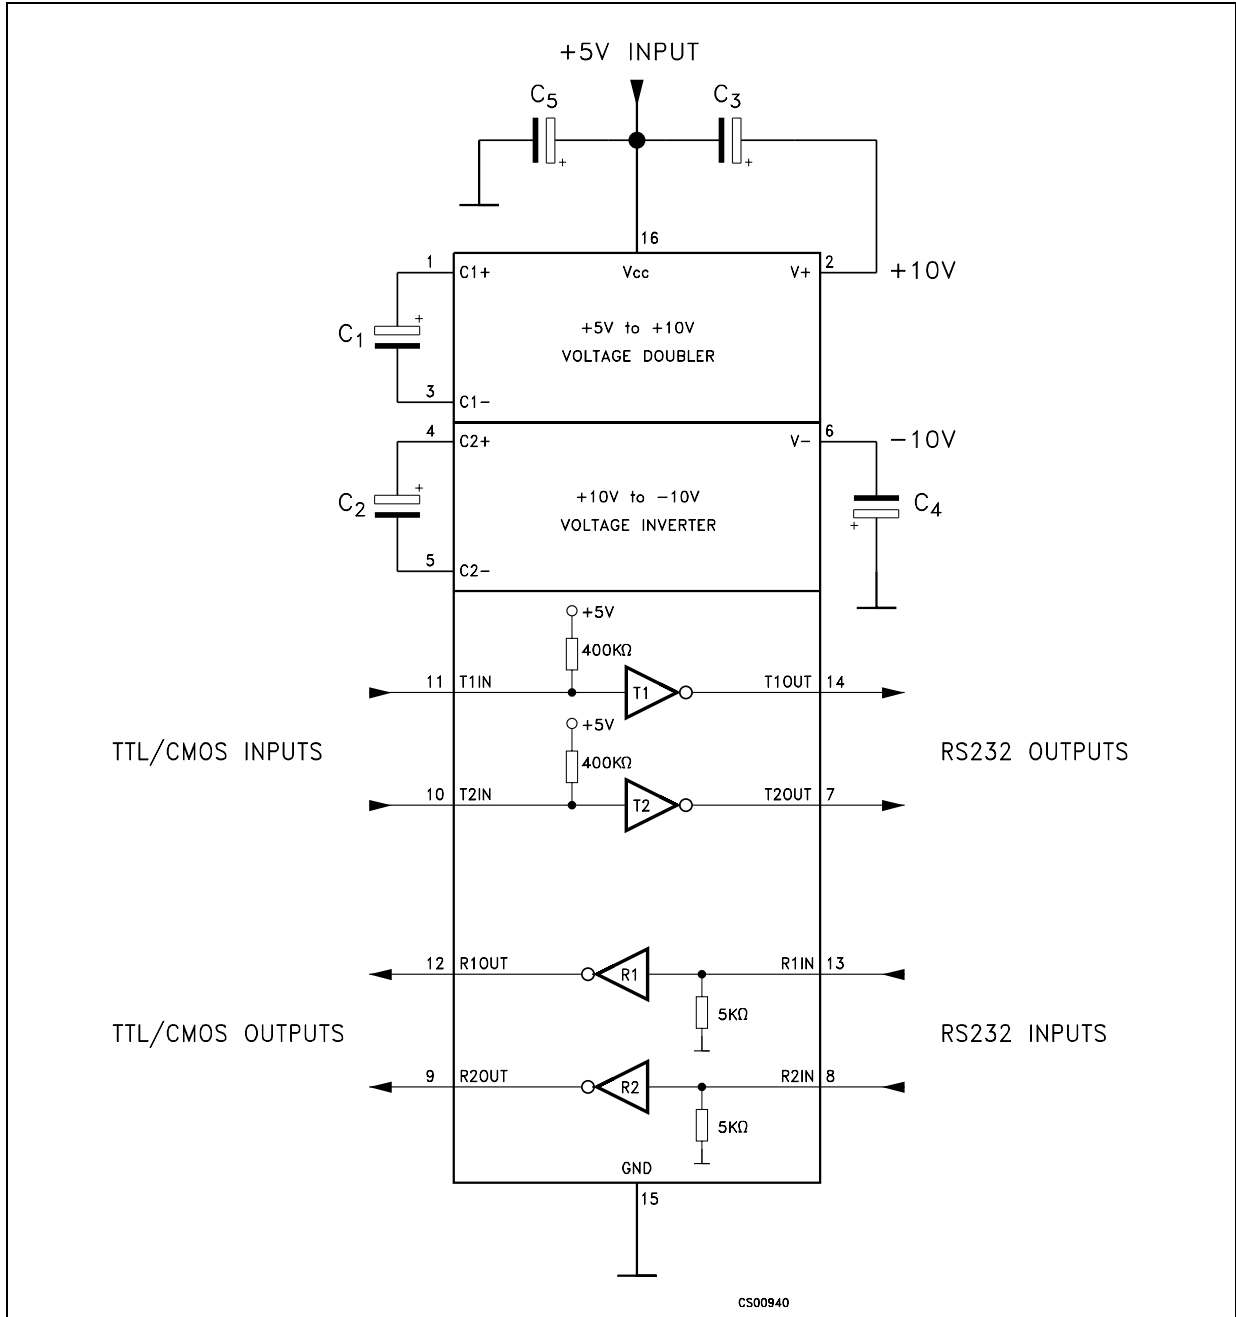 +5V INPUT
C5 C3
+ +
16
1 C1+ Vcc V+ 2 +10V
+
C1
+5V to +10V
VOLTAGE DOUBLER
3 C1-
4 C2+ V- 6 -10V
+
C2 C4
+
+10V to -10V
VOLTAGE INVERTER
5 C2-
+5V
400KΩ
11 T1IN T1 T1OUT 14
+5V
TTL/CMOS INPUTS RS232 OUTPUTS
400KΩ
10 T2IN T2 T2OUT 7
12 R1OUT R1 R1IN 13
5KΩ
TTL/CMOS OUTPUTS RS232 INPUTS
9 R2OUT R2 R2IN 8
5KΩ
GND
15
CS00940